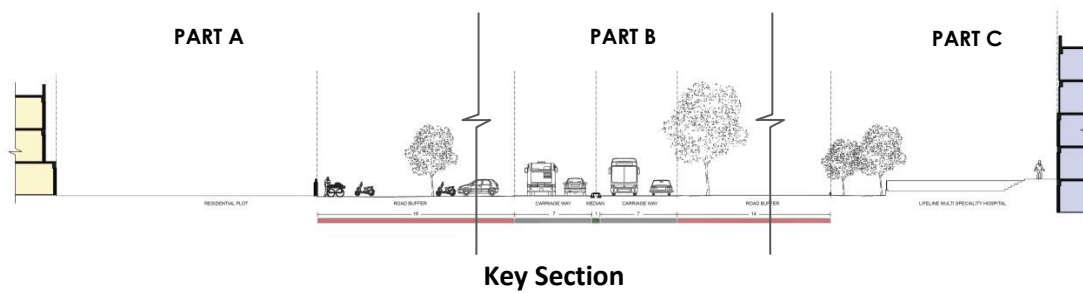 PART A
PART B
PART C
RESIDENTIAL PLOT
ROAD BUFFER
CARRIAGE WAY
MEDIAN
CARRIAGE WAY
ROAD BUFFER
LIFELINE MULTI SPECIALITY HOSPITAL
7
1
7
14
Key Section